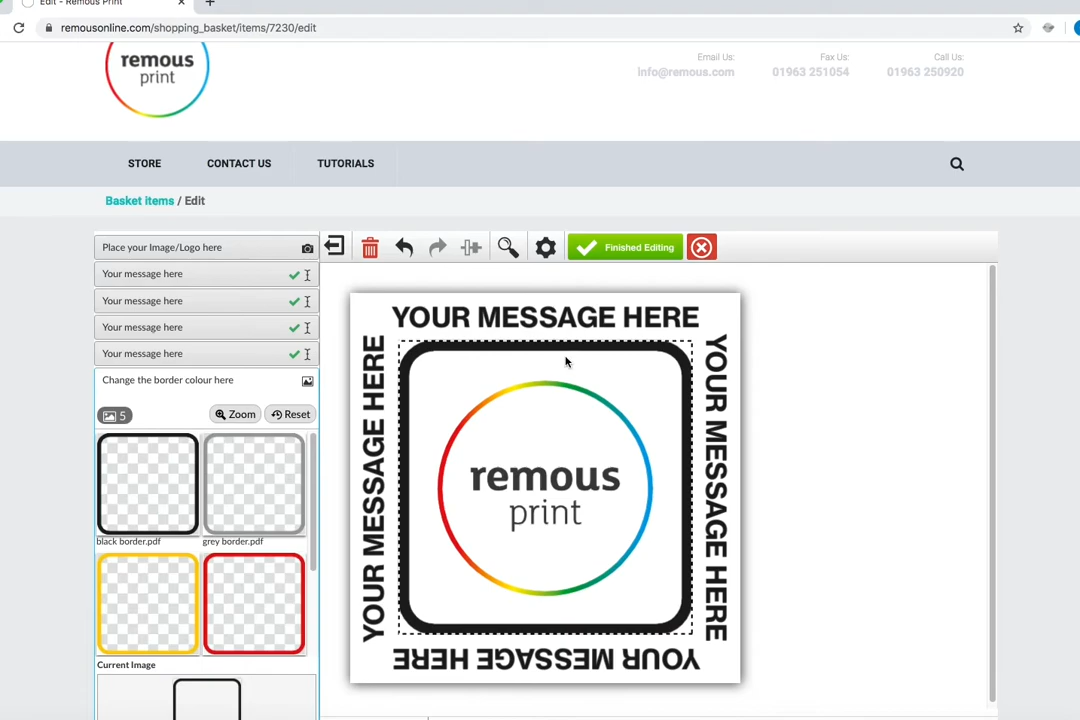 Edit - Remous Print
remousonline.com/shopping_basket/items/7230/edit
remous
print
Email Us:
info@remous.com
Fax Us:
01963 251054
Call Us:
01963 250920
STORE
CONTACT US
TUTORIALS
Basket items / Edit
Place your Image/Logo here
Your message here
Your message here
Your message here
Your message here
Change the border colour here
5
Zoom
Reset
black border.pdf
grey border.pdf
Current Image
Finished Editing
YOUR MESSAGE HERE
YOUR MESSAGE HERE
YOUR MESSAGE HERE
remous
print
YOUR MESSAGE HERE